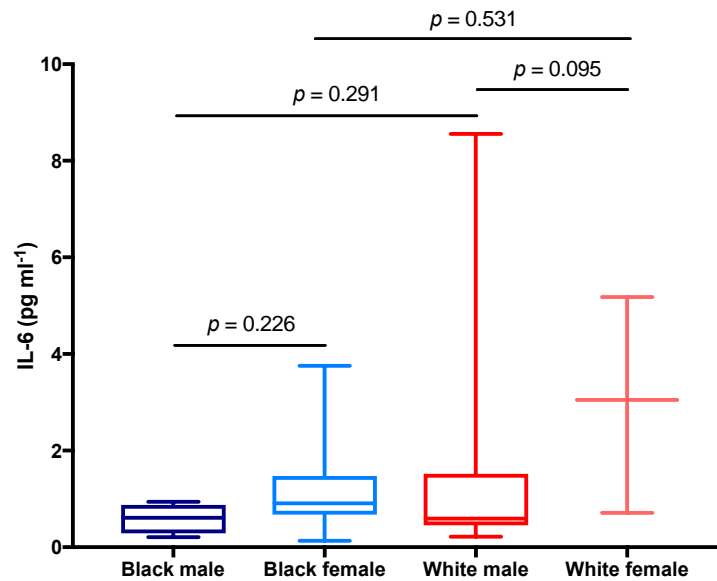 p = 0.531
p = 0.095
p = 0.291
p = 0.226
IL-6 (pg ml⁻¹)
10
8
6
4
2
0
Black male Black female White male White female